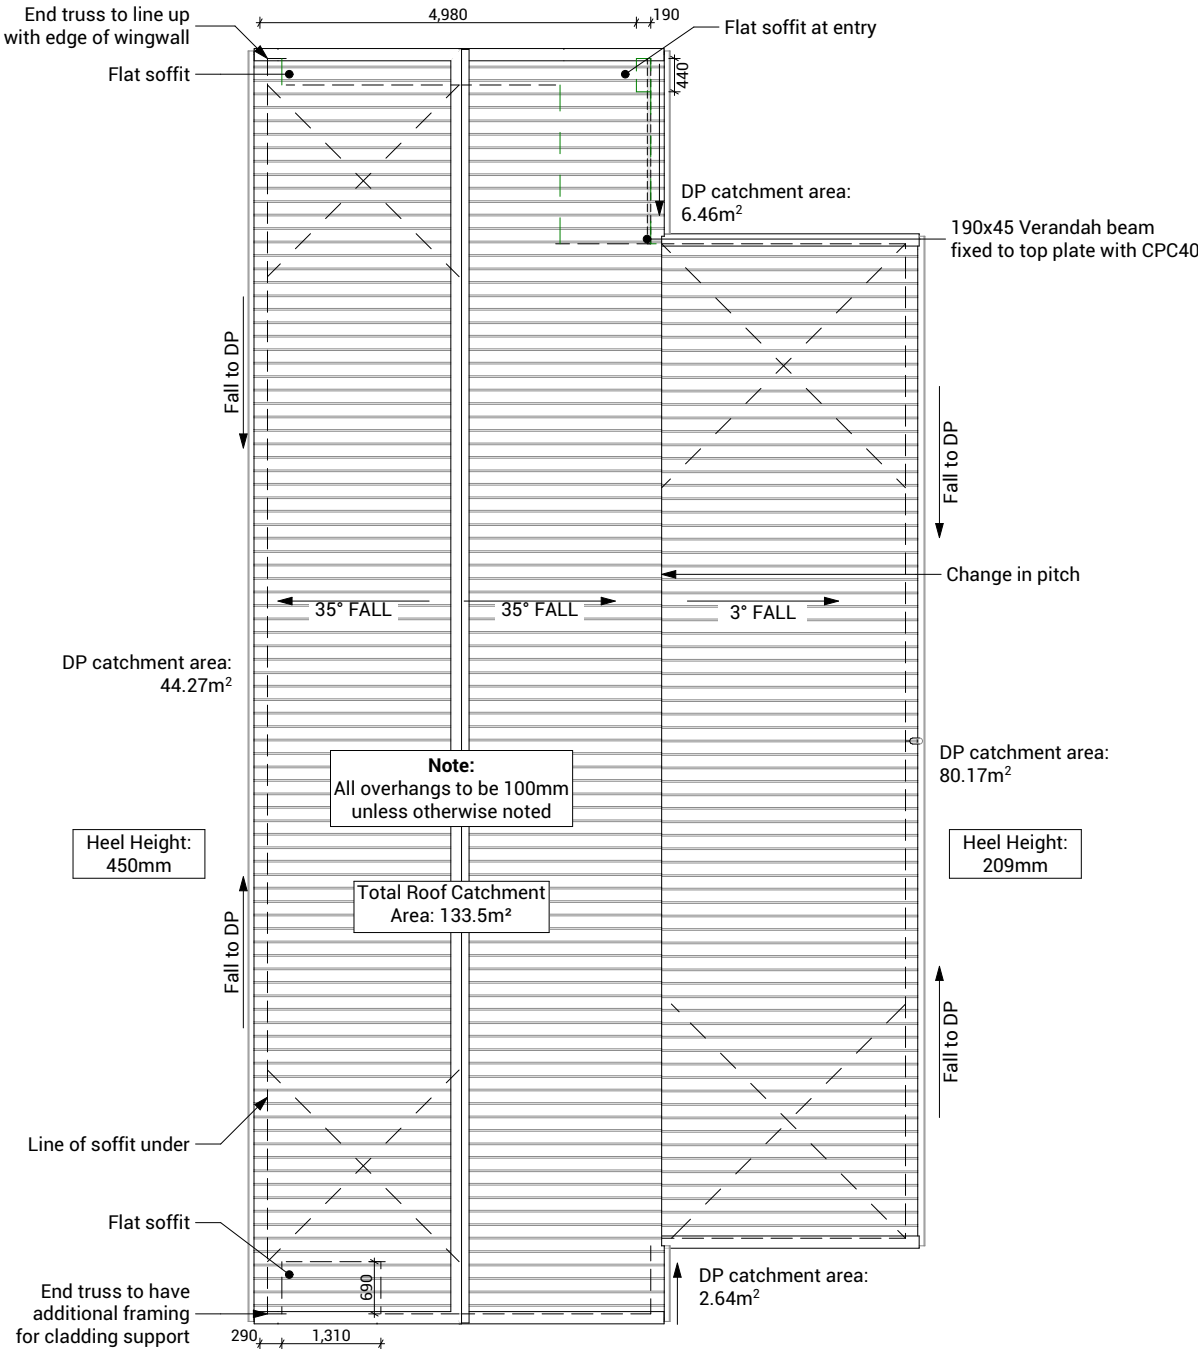 End truss to line up
with edge of wingwall
4,980
190
Flat soffit at entry
Flat soffit
440
DP catchment area:
6.46m²
190x45 Verandah beam
fixed to top plate with CPC40
Fall to DP
Fall to DP
Change in pitch
35° FALL
35° FALL
3° FALL
DP catchment area:
44.27m²
Note:
All overhangs to be 100mm
unless otherwise noted
DP catchment area:
80.17m²
Heel Height:
450mm
Heel Height:
209mm
Total Roof Catchment
Area: 133.5m²
Fall to DP
Fall to DP
Line of soffit under
Flat soffit
690
DP catchment area:
2.64m²
End truss to have
additional framing
for cladding support
290
1,310